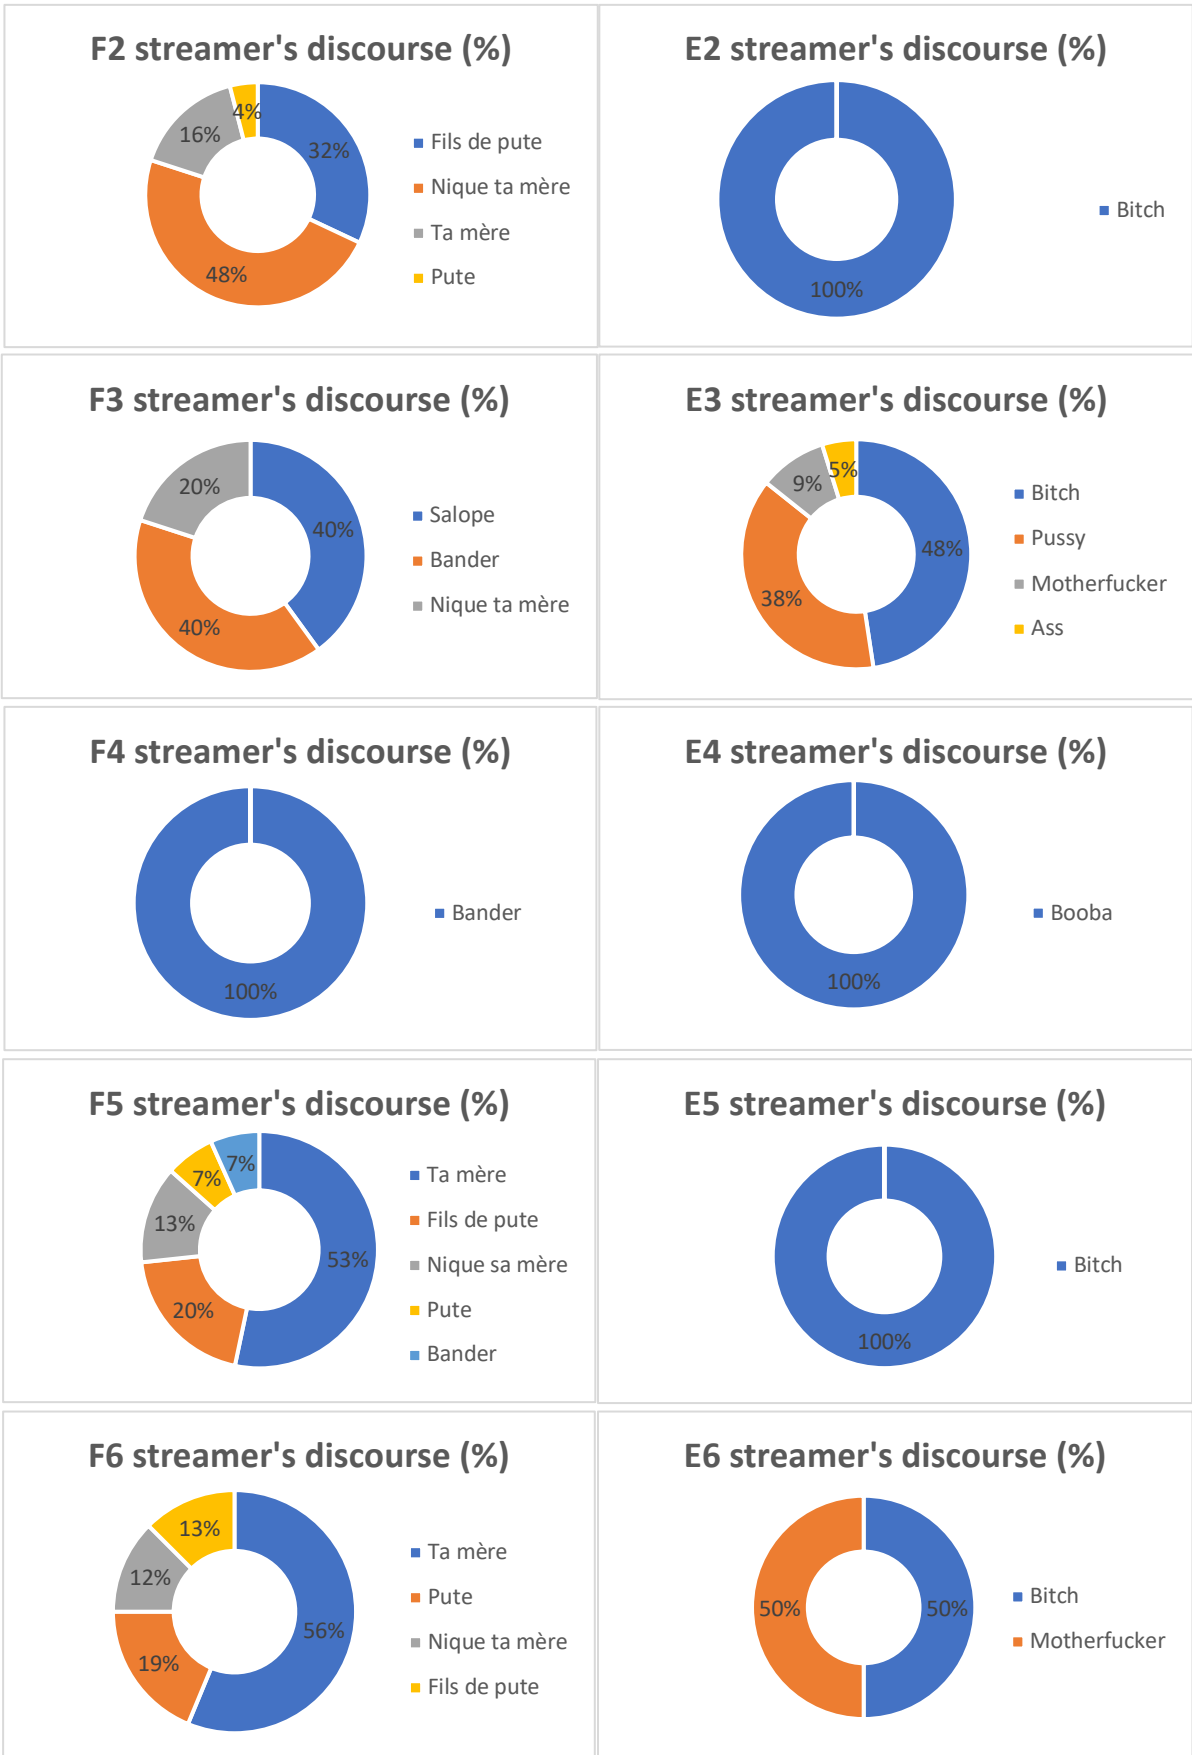 F2 streamer's discourse (%)
4%
16%
32%
48%
Fils de pute
Nique ta mère
Ta mère
Pute
E2 streamer's discourse (%)
100%
Bitch
F3 streamer's discourse (%)
20%
40%
40%
Salope
Bander
Nique ta mère
E3 streamer's discourse (%)
5%
9%
48%
38%
Bitch
Pussy
Motherfucker
Ass
F4 streamer's discourse (%)
100%
Bander
E4 streamer's discourse (%)
100%
Booba
F5 streamer's discourse (%)
7%
7%
13%
53%
20%
Ta mère
Fils de pute
Nique sa mère
Pute
Bander
E5 streamer's discourse (%)
100%
Bitch
F6 streamer's discourse (%)
13%
12%
56%
19%
Ta mère
Pute
Nique ta mère
Fils de pute
E6 streamer's discourse (%)
50%
50%
Bitch
Motherfucker